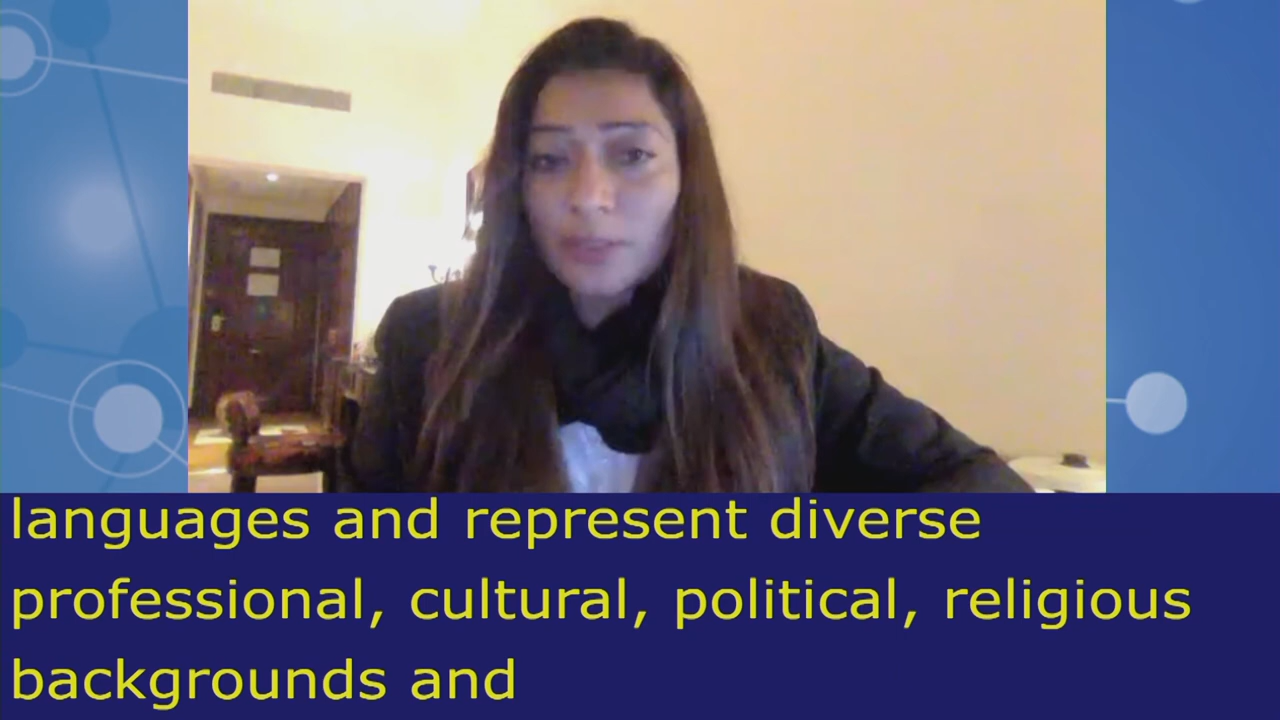 languages and represent diverse
professional, cultural, political, religious
backgrounds and